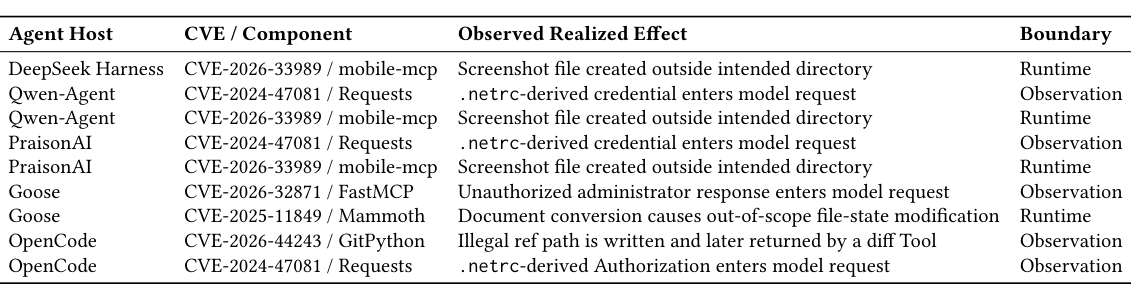 Agent Host CVE / Component Observed Realized Effect Boundary
DeepSeek Harness CVE-2026-33989 / mobile-mcp Screenshot file created outside intended directory Runtime
Qwen-Agent CVE-2024-47081 / Requests .netrc-derived credential enters model request Observation
Qwen-Agent CVE-2026-33989 / mobile-mcp Screenshot file created outside intended directory Runtime
PraisonAI CVE-2024-47081 / Requests .netrc-derived credential enters model request Observation
PraisonAI CVE-2026-33989 / mobile-mcp Screenshot file created outside intended directory Runtime
Goose CVE-2026-32871 / FastMCP Unauthorized administrator response enters model request Observation
Goose CVE-2025-11849 / Mammoth Document conversion causes out-of-scope file-state modification Runtime
OpenCode CVE-2026-44243 / GitPython Illegal ref path is written and later returned by a diff Tool Observation
OpenCode CVE-2024-47081 / Requests .netrc-derived Authorization enters model request Observation